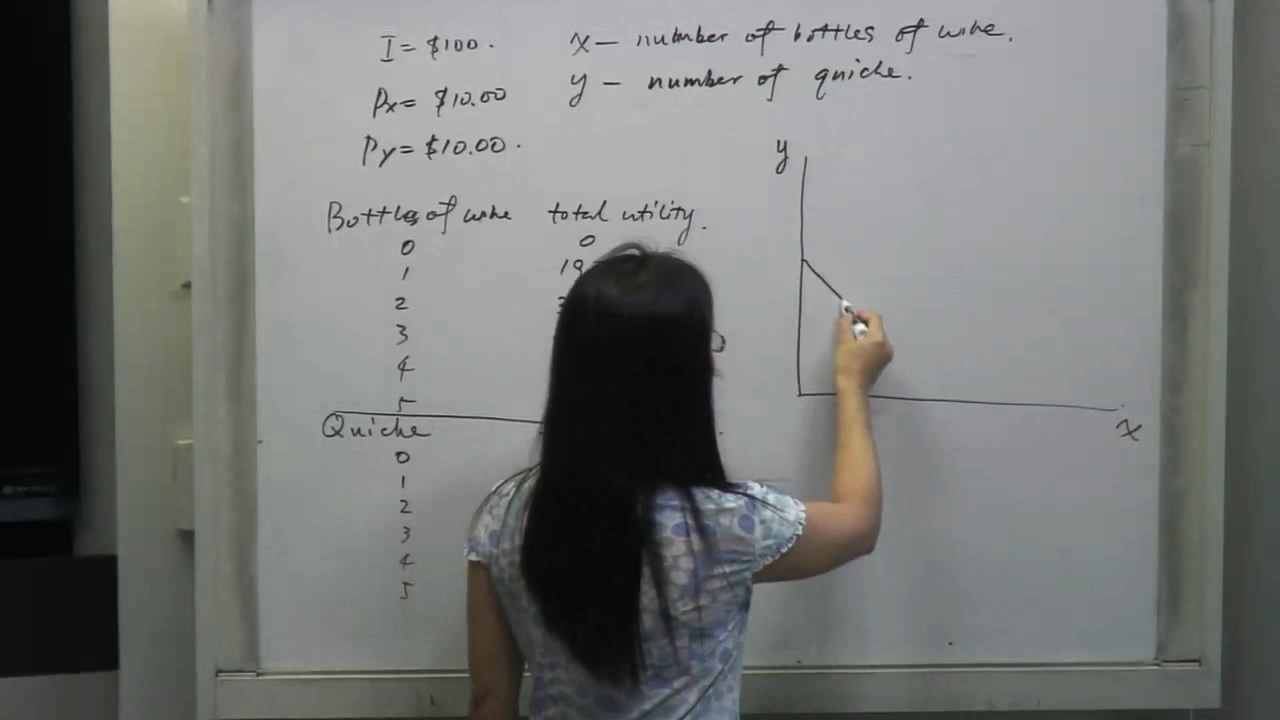 I = $100.
x — number of bottles of wine.
Px = $10.00
y — number of quiche.
Py = $10.00.
y
Bottles of wine total utility.
0 0
1
2
3
4
5
Quiche
0
1
2
3
4
5
x